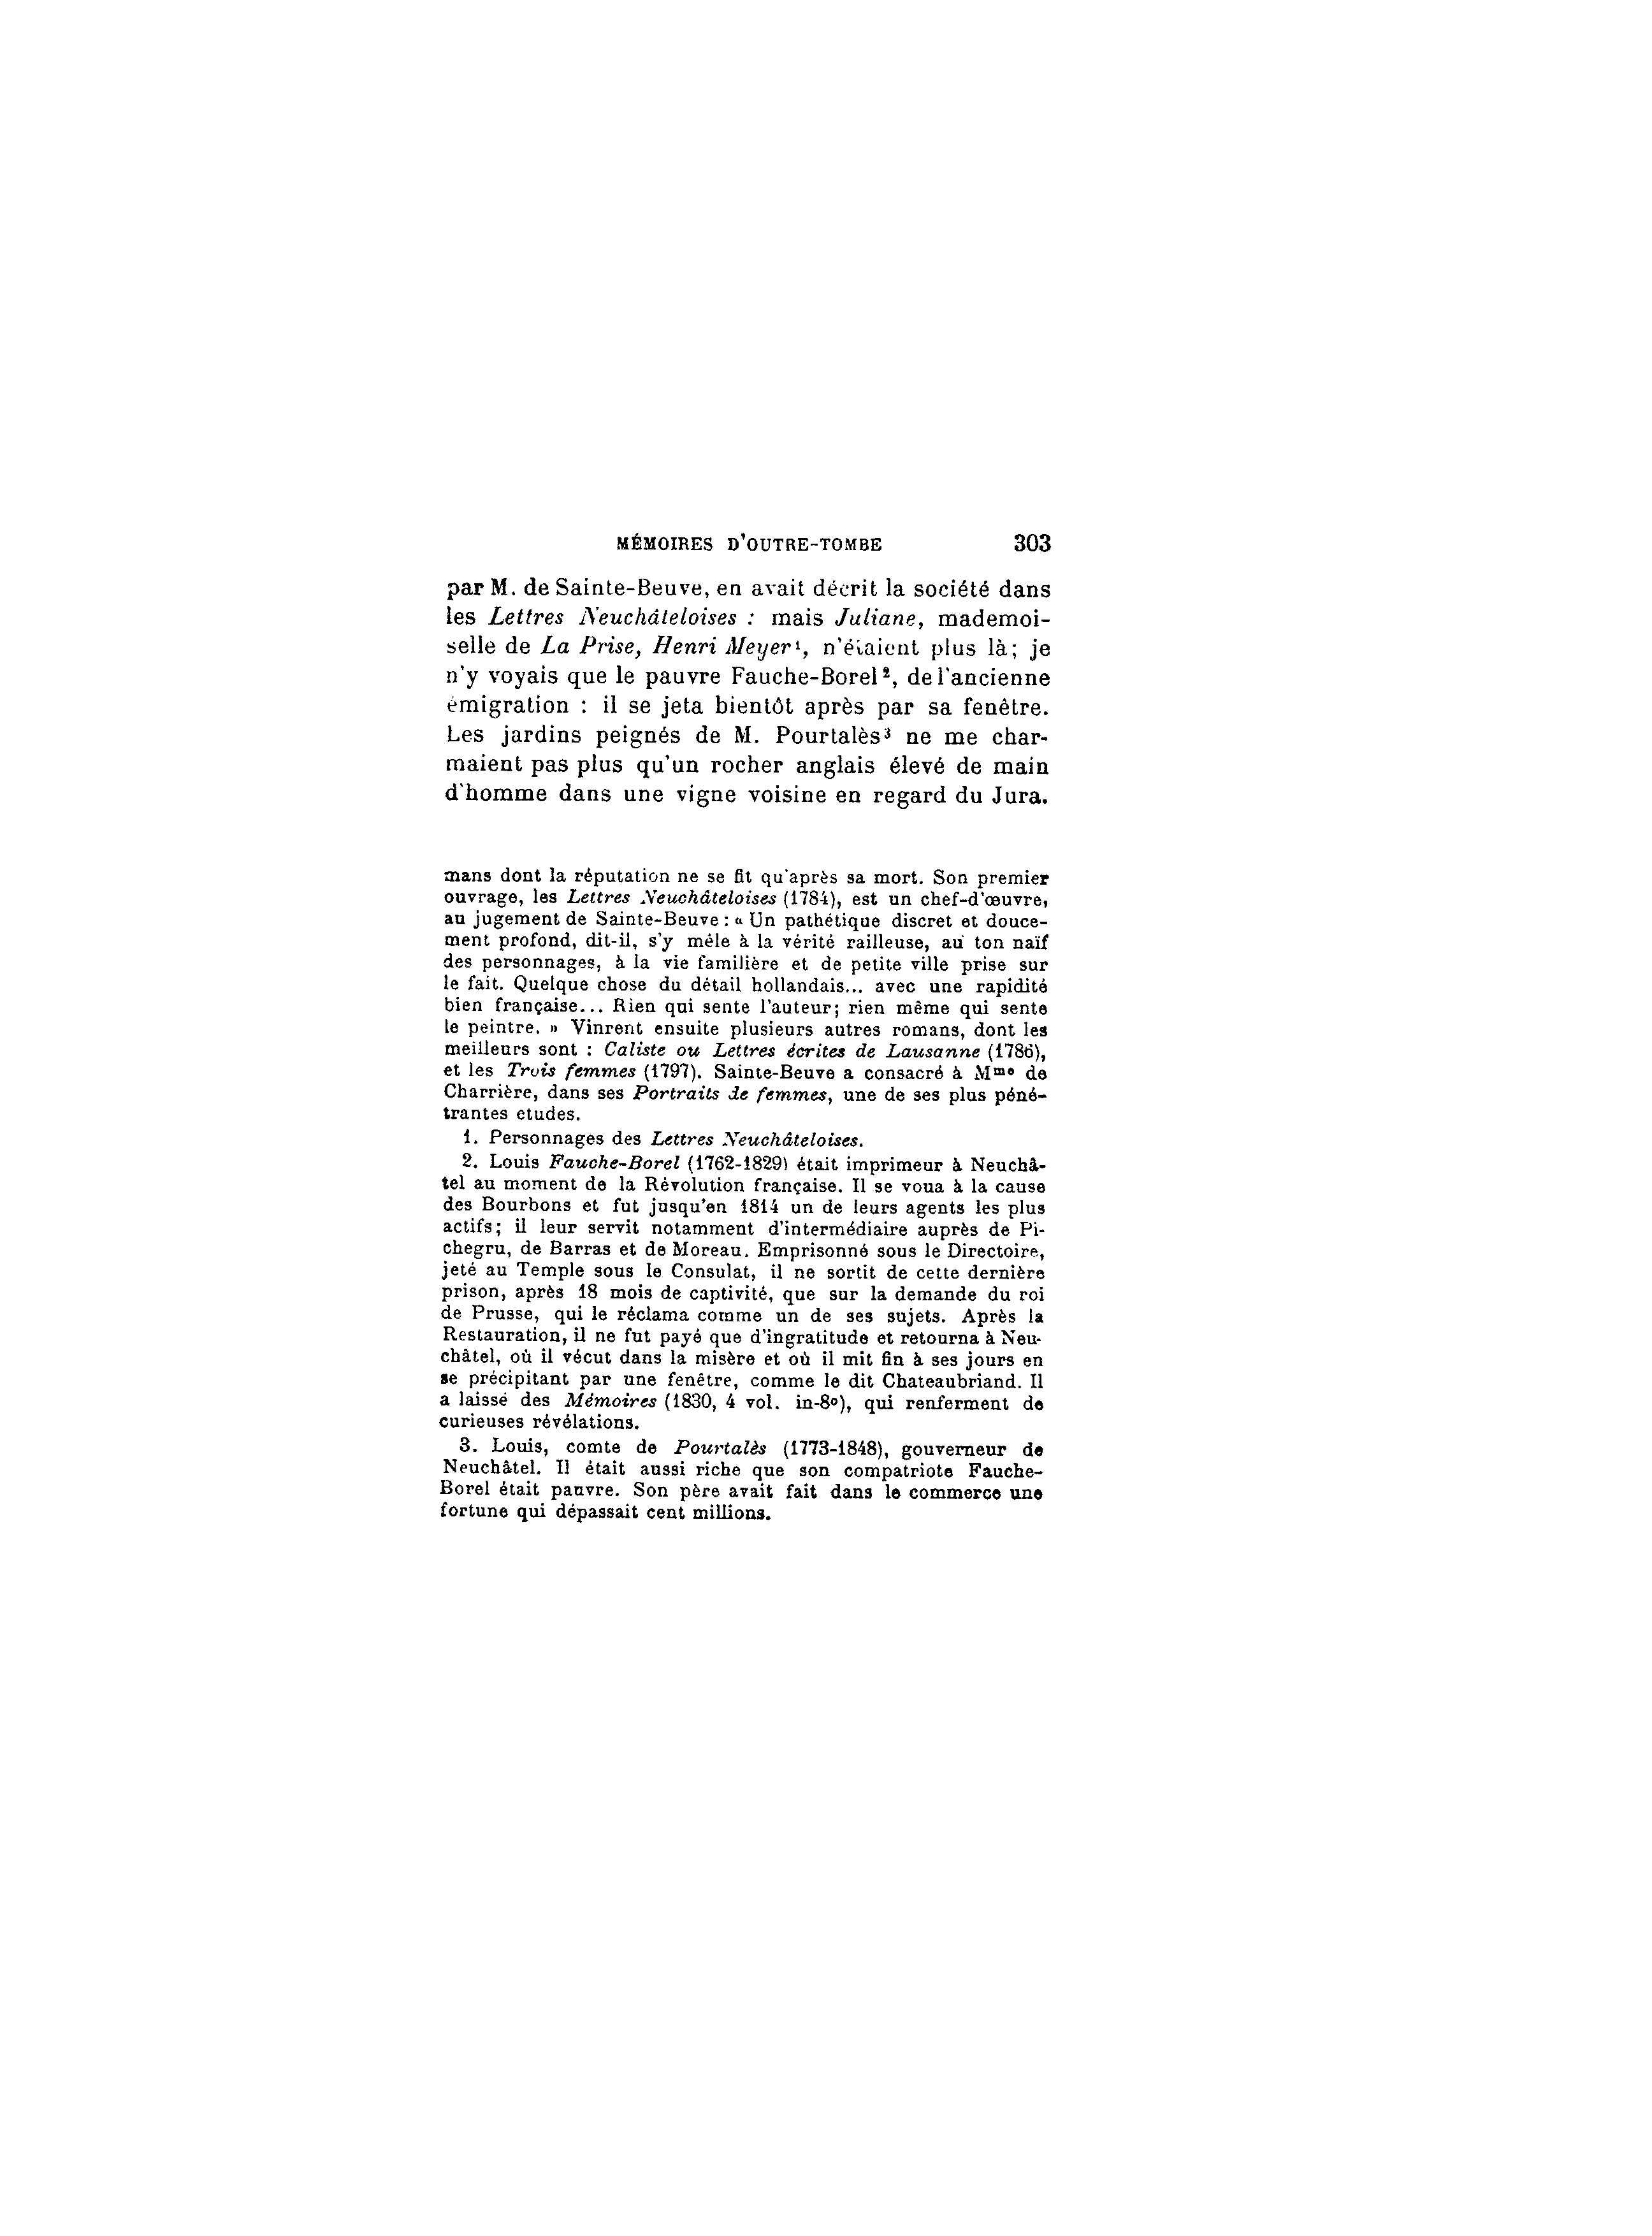 MÉMOIRES D'OUTRE-TOMBE 303
par M. de Sainte-Beuve, en avait décrit la société dans
les Lettres Neuchâteloises : mais Juliane, mademoi-
selle de La Prise, Henri Meyer¹, n'étaient plus là; je
n'y voyais que le pauvre Fauche-Borel², de l'ancienne
émigration : il se jeta bientôt après par sa fenêtre.
Les jardins peignés de M. Pourtalès³ ne me char-
maient pas plus qu'un rocher anglais élevé de main
d'homme dans une vigne voisine en regard du Jura.
mans dont la réputation ne se fit qu'après sa mort. Son premier
ouvrage, les Lettres Neuchâteloises (1784), est un chef-d'œuvre,
au jugement de Sainte-Beuve : « Un pathétique discret et douce-
ment profond, dit-il, s'y mêle à la vérité railleuse, au ton naïf
des personnages, à la vie familière et de petite ville prise sur
le fait. Quelque chose du détail hollandais... avec une rapidité
bien française... Rien qui sente l'auteur; rien même qui sente
le peintre. » Vinrent ensuite plusieurs autres romans, dont les
meilleurs sont : Caliste ou Lettres écrites de Lausanne (1786),
et les Trois femmes (1797). Sainte-Beuve a consacré à Mme de
Charrière, dans ses Portraits de femmes, une de ses plus péné-
trantes etudes.
1. Personnages des Lettres Neuchâteloises.
2. Louis Fauche-Borel (1762-1829) était imprimeur à Neuchâ-
tel au moment de la Révolution française. Il se voua à la cause
des Bourbons et fut jusqu'en 1814 un de leurs agents les plus
actifs; il leur servit notamment d'intermédiaire auprès de Pi-
chegru, de Barras et de Moreau. Emprisonné sous le Directoire,
jeté au Temple sous le Consulat, il ne sortit de cette dernière
prison, après 18 mois de captivité, que sur la demande du roi
de Prusse, qui le réclama comme un de ses sujets. Après la
Restauration, il ne fut payé que d'ingratitude et retourna à Neu-
châtel, où il vécut dans la misère et où il mit fin à ses jours en
se précipitant par une fenêtre, comme le dit Chateaubriand. Il
a laissé des Mémoires (1830, 4 vol. in-8º), qui renferment de
curieuses révélations.
3. Louis, comte de Pourtalès (1773-1848), gouverneur de
Neuchâtel. Il était aussi riche que son compatriote Fauche-
Borel était pauvre. Son père avait fait dans le commerce une
fortune qui dépassait cent millions.